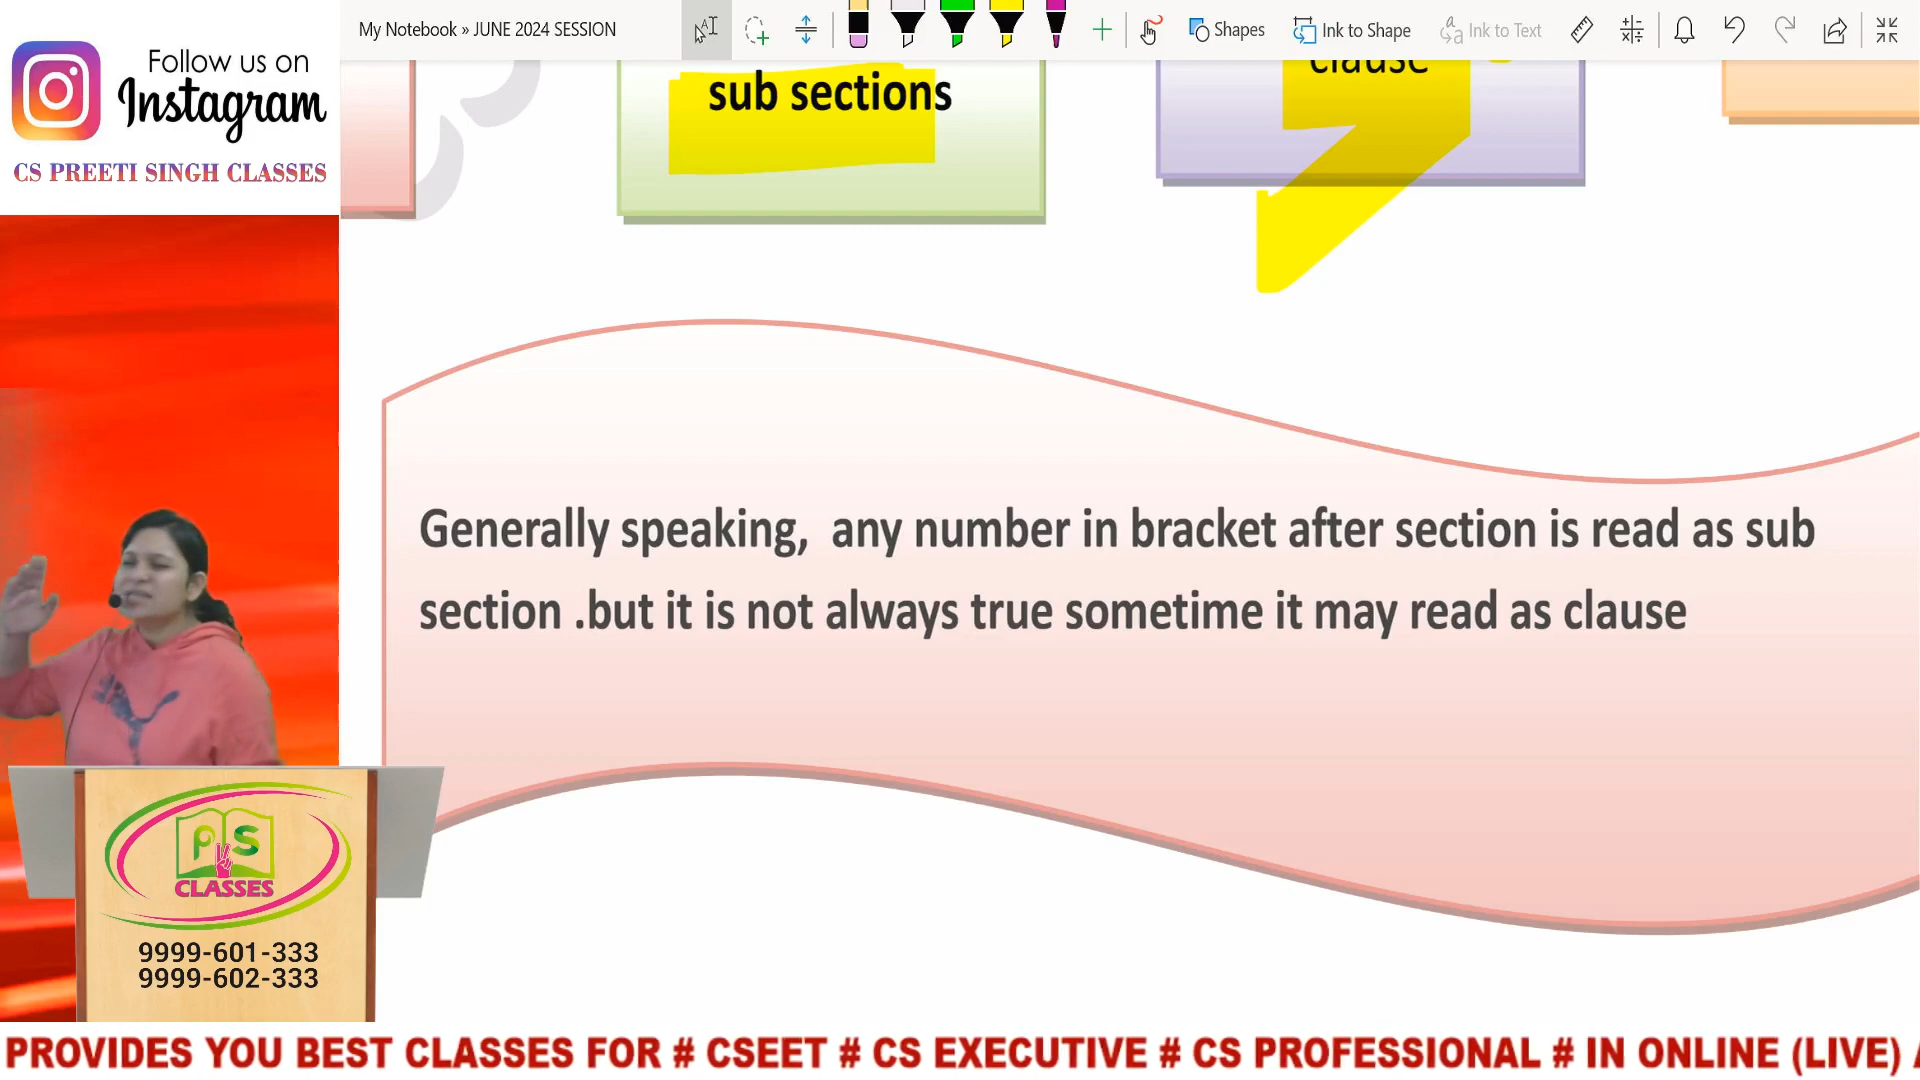 Follow us on
Instagram
CS PREETI SINGH CLASSES
My Notebook » JUNE 2024 SESSION
Shapes
Ink to Shape
Ink to Text
sub sections
clause
Generally speaking, any number in bracket after section is read as sub
section .but it is not always true sometime it may read as clause
PS
CLASSES
9999-601-333
9999-602-333
PROVIDES YOU BEST CLASSES FOR # CSEET # CS EXECUTIVE # CS PROFESSIONAL # IN ONLINE (LIVE)